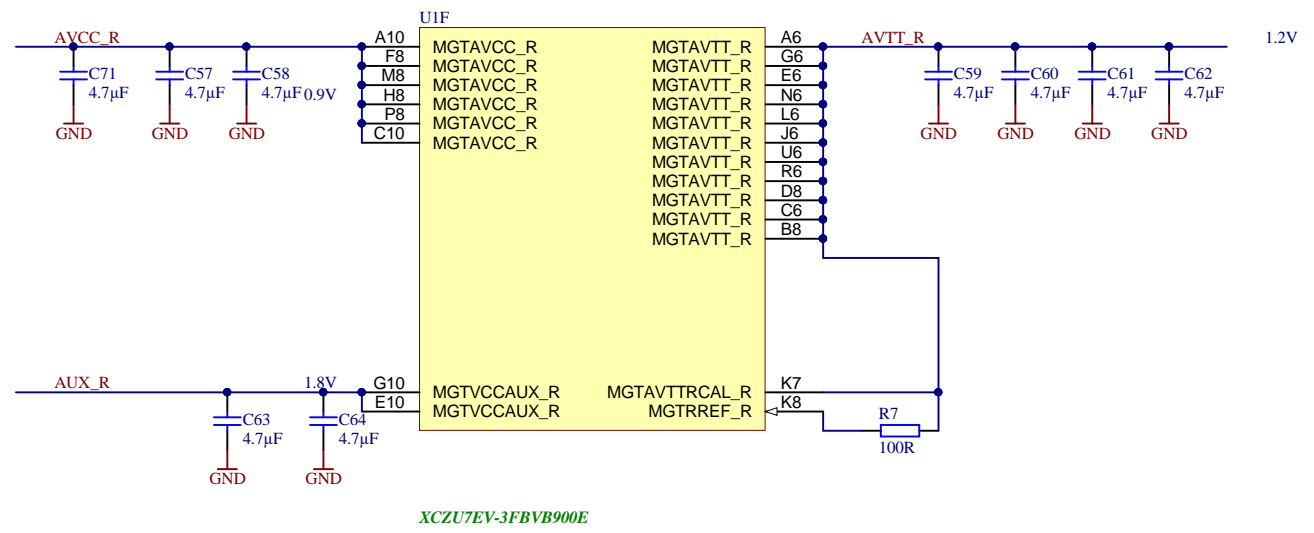 U1F
AVCC_R
A10
MGTAVCC_R
MGTAVTT_R
A6
AVTT_R
1.2V
F8
MGTAVCC_R
MGTAVTT_R
G6
M8
MGTAVCC_R
MGTAVTT_R
E6
H8
MGTAVCC_R
MGTAVTT_R
N6
P8
MGTAVCC_R
MGTAVTT_R
L6
C10
MGTAVCC_R
MGTAVTT_R
J6
MGTAVTT_R
U6
MGTAVTT_R
R6
MGTAVTT_R
D8
MGTAVTT_R
C6
MGTAVTT_R
B8
C71
4.7µF
GND
C57
4.7µF
GND
C58
4.7µF
GND
0.9V
C59
4.7µF
GND
C60
4.7µF
GND
C61
4.7µF
GND
C62
4.7µF
GND
AUX_R
1.8V
G10
MGTVCCAUX_R
MGTAVTTRCAL_R
K7
E10
MGTVCCAUX_R
MGTRREF_R
K8
C63
4.7µF
GND
C64
4.7µF
GND
R7
100R
XCZU7EV-3FBVB900E